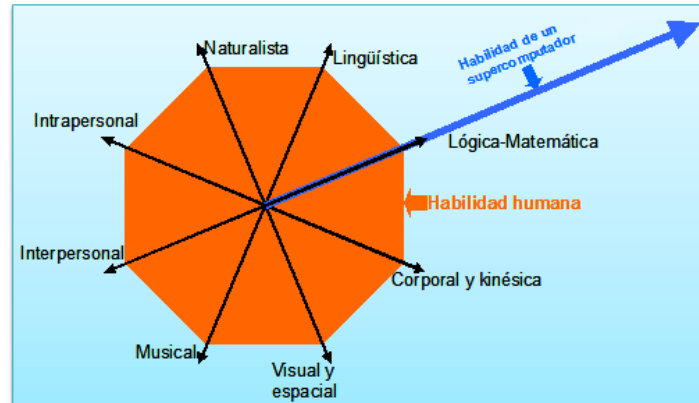 Naturalista
Lingüística
Habilidad de un
supercomputador
Intrapersonal
Lógica-Matemática
Habilidad humana
Interpersonal
Corporal y kinésica
Musical
Visual y
espacial